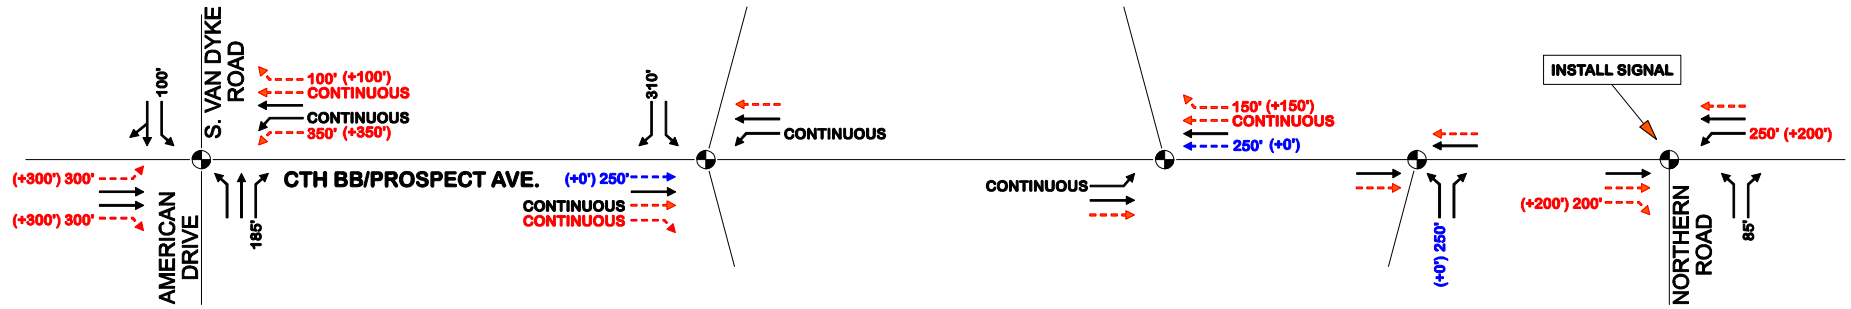 100'
S. VAN DYKE
ROAD
100' (+100')
CONTINUOUS
CONTINUOUS
350' (+350')
(+300') 300'
(+300') 300'
AMERICAN
DRIVE
185'
CTH BB/PROSPECT AVE.
310'
CONTINUOUS
(+0') 250'
CONTINUOUS
CONTINUOUS
150' (+150')
CONTINUOUS
250' (+0')
CONTINUOUS
(+0') 250'
INSTALL SIGNAL
250' (+200')
(+200') 200'
NORTHERN
ROAD
85'